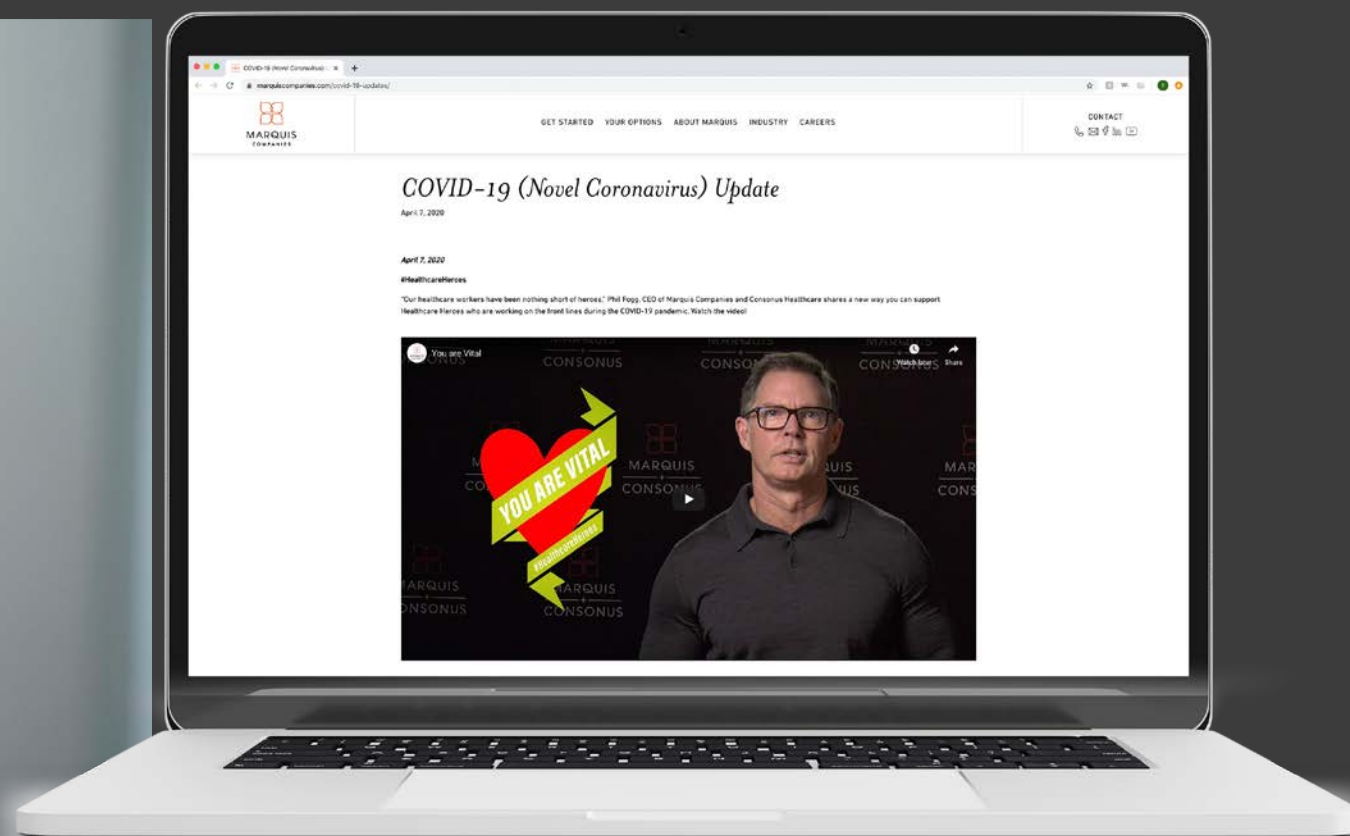 COVID-19 (Novel Coronavirus)
marquiscompanies.com/covid-19-updates/
MARQUIS
COMPANIES
GET STARTED YOUR OPTIONS ABOUT MARQUIS INDUSTRY CAREERS
CONTACT
COVID-19 (Novel Coronavirus) Update
April 7, 2020
April 7, 2020
#HealthcareHeroes
"Our healthcare workers have been nothing short of heroes," Phil Fogg, CEO of Marquis Companies and Consonus Healthcare shares a new way you can support
Healthcare Heroes who are working on the front lines during the COVID-19 pandemic. Watch the video!
You are Vital
Watch later Share
CONSONUS
YOU ARE VITAL
#HealthcareHeroes
MARQUIS
CONSONUS
MARQUIS
CONSONUS